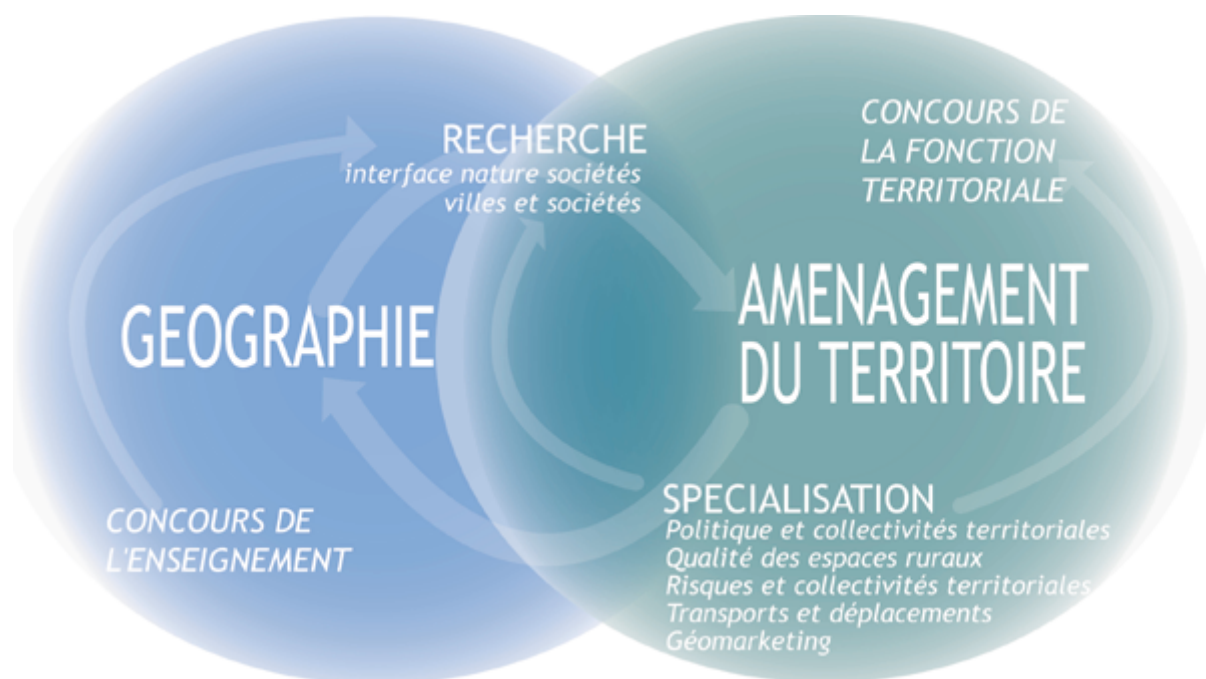 RECHERCHE
interface nature sociétés
villes et sociétés
CONCOURS DE
LA FONCTION
TERRITORIALE
GEOGRAPHIE
AMENAGEMENT
DU TERRITOIRE
CONCOURS DE
L'ENSEIGNEMENT
SPECIALISATION
Politique et collectivités territoriales
Qualité des espaces ruraux
Risques et collectivités territoriales
Transports et déplacements
Géomarketing